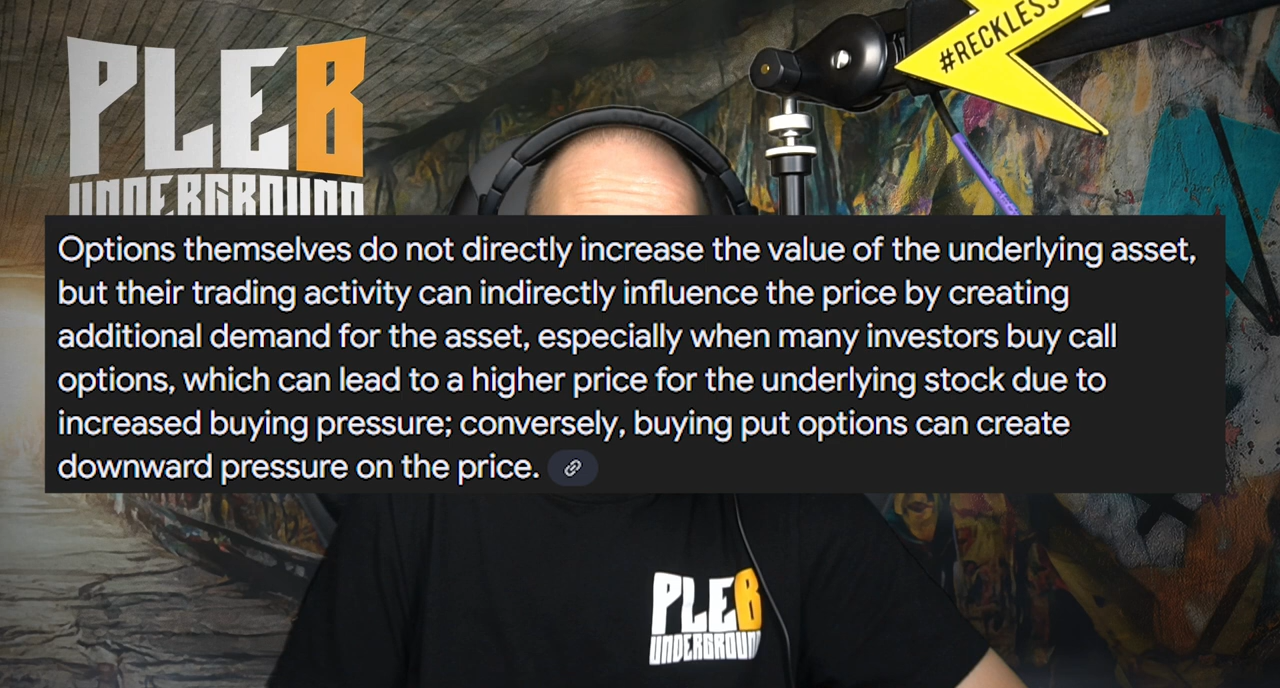 #RECKLESS
PLEB
UNDERGROUND
Options themselves do not directly increase the value of the underlying asset,
but their trading activity can indirectly influence the price by creating
additional demand for the asset, especially when many investors buy call
options, which can lead to a higher price for the underlying stock due to
increased buying pressure; conversely, buying put options can create
downward pressure on the price.
PLEB
UNDERGROUND